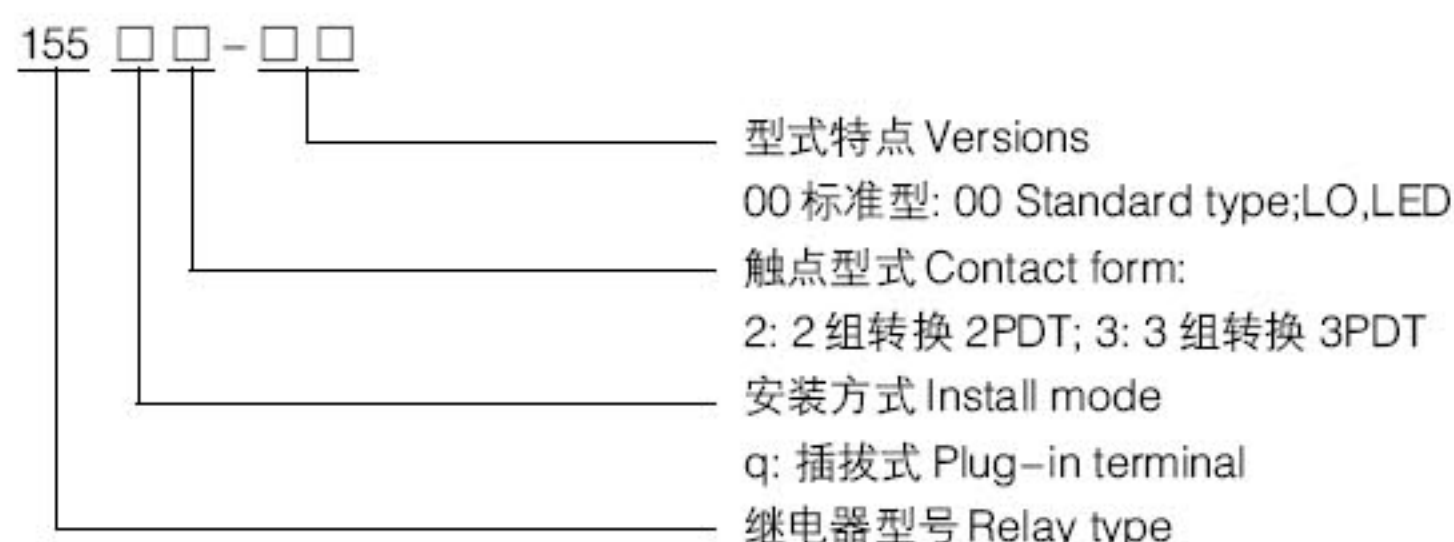 155 □ □ - □ □
型式特点 Versions
00 标准型: 00 Standard type;LO,LED
触点型式 Contact form:
2: 2 组转换 2PDT; 3: 3 组转换 3PDT
安装方式 Install mode
q: 插拔式 Plug-in terminal
继电器型号 Relay type